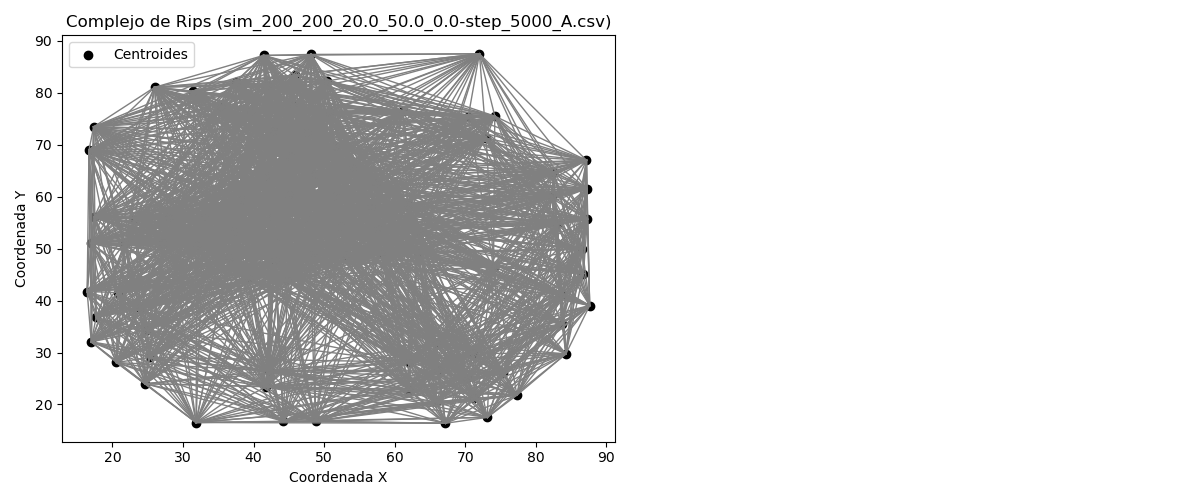 Complejo de Rips (sim_200_200_20.0_50.0_0.0-step_5000_A.csv)
Centroides
90
80
70
60
50
40
30
20
Coordenada Y
20 30 40 50 60 70 80 90
Coordenada X